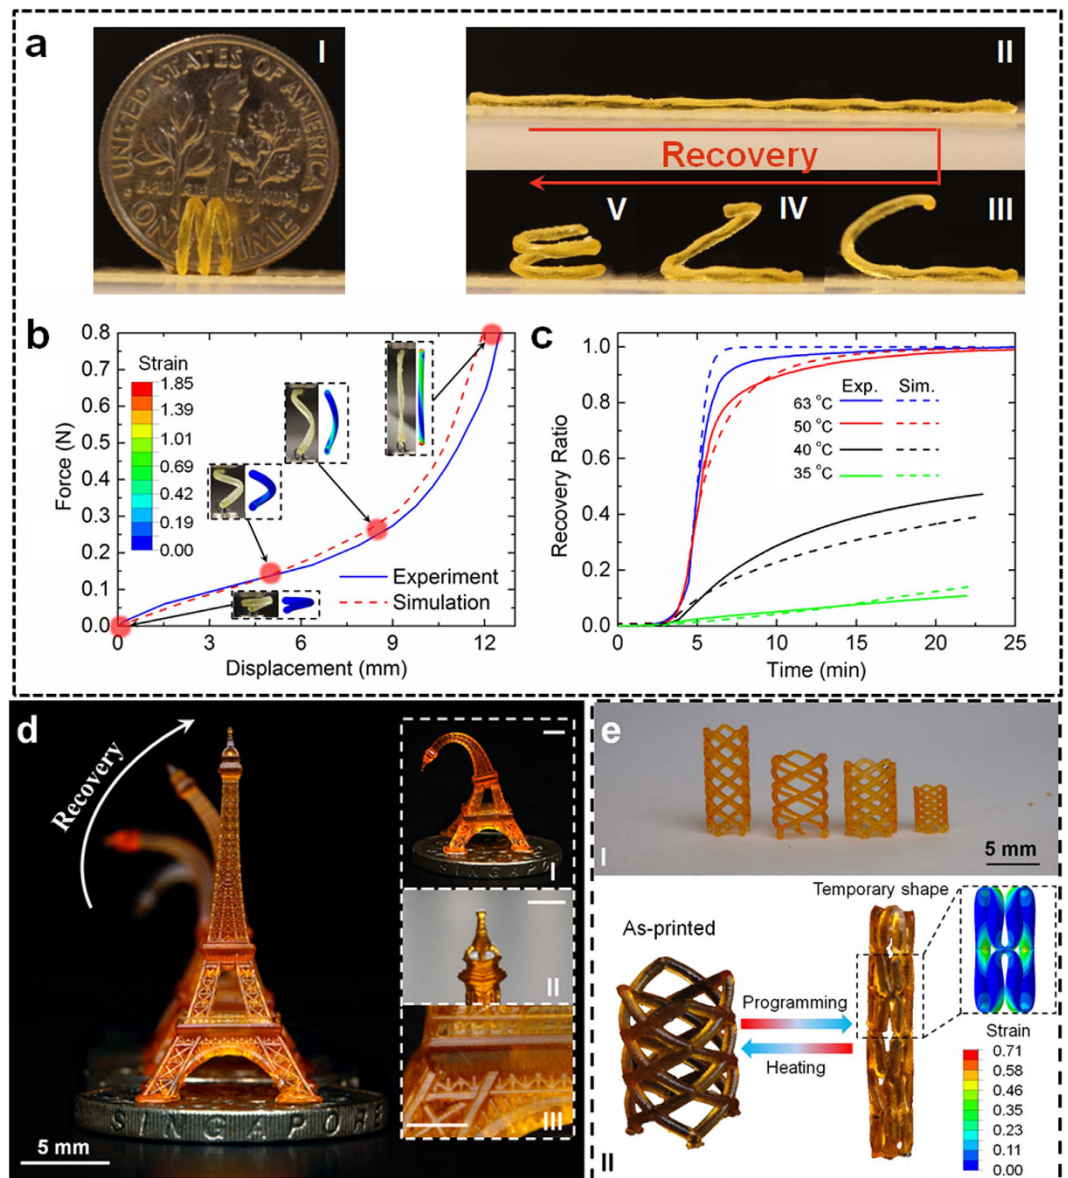 a
I
UNITED STATES OF AMERICA
ONE DIME
II
Recovery
V
IV
III
b
0.8
0.7
0.6
0.5
0.4
0.3
0.2
0.1
0.0
Force (N)
Strain
1.85
1.39
1.01
0.69
0.42
0.19
0.00
Experiment
Simulation
0
3
6
9
12
Displacement (mm)
c
1.0
0.8
0.6
0.4
0.2
0.0
Recovery Ratio
Exp. Sim.
63 °C
50 °C
40 °C
35 °C
0
5
10
15
20
25
Time (min)
d
Recovery
SINGAPORE
5 mm
I
SINGAPO
II
III
e
I
5 mm
As-printed
Temporary shape
Programming
Heating
Strain
0.71
0.58
0.46
0.35
0.23
0.11
0.00
II